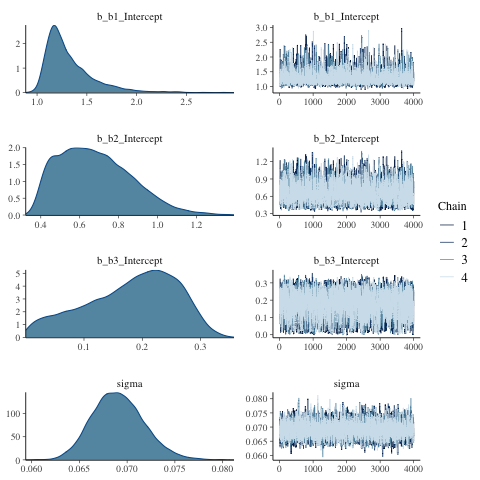 b_b1_Intercept
b_b1_Intercept
2
1
0
1.0 1.5 2.0 2.5
3.0
2.5
2.0
1.5
1.0
0 1000 2000 3000 4000
b_b2_Intercept
b_b2_Intercept
2.0
1.5
1.0
0.5
0.0
0.4 0.6 0.8 1.0 1.2
1.2
0.9
0.6
0.3
0 1000 2000 3000 4000
b_b3_Intercept
b_b3_Intercept
5
4
3
2
1
0
0.1 0.2 0.3
0.3
0.2
0.1
0.0
0 1000 2000 3000 4000
sigma
sigma
100
50
0
0.060 0.065 0.070 0.075 0.080
0.080
0.075
0.070
0.065
0.060
0 1000 2000 3000 4000
Chain
1
2
3
4